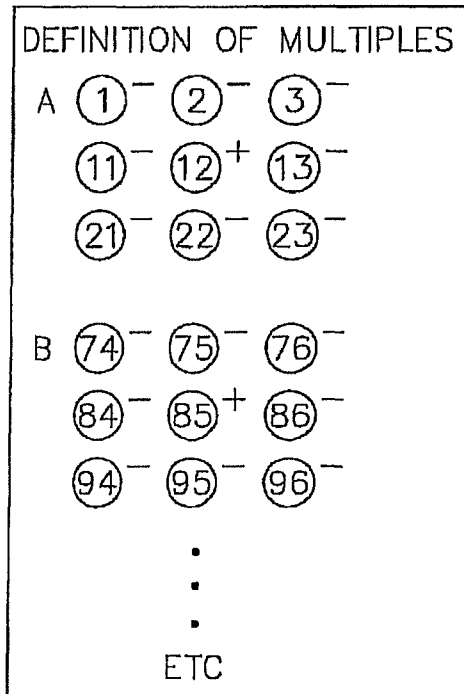 DEFINITION OF MULTIPLES
A 1− 2− 3−
11− 12+ 13−
21− 22− 23−
B 74− 75− 76−
84− 85+ 86−
94− 95− 96−
ETC